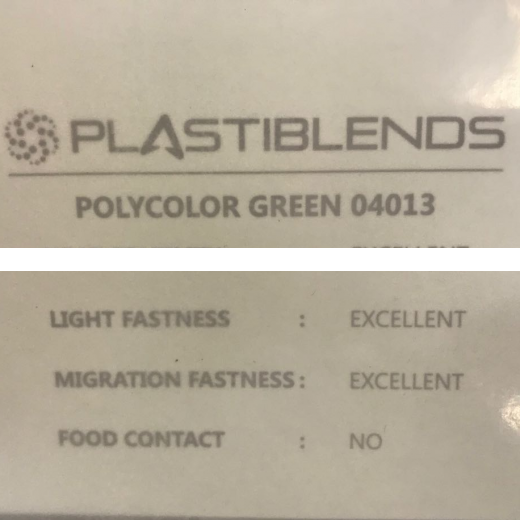 PLASTIBLENDS
POLYCOLOR GREEN 04013
LIGHT FASTNESS : EXCELLENT
MIGRATION FASTNESS : EXCELLENT
FOOD CONTACT : NO